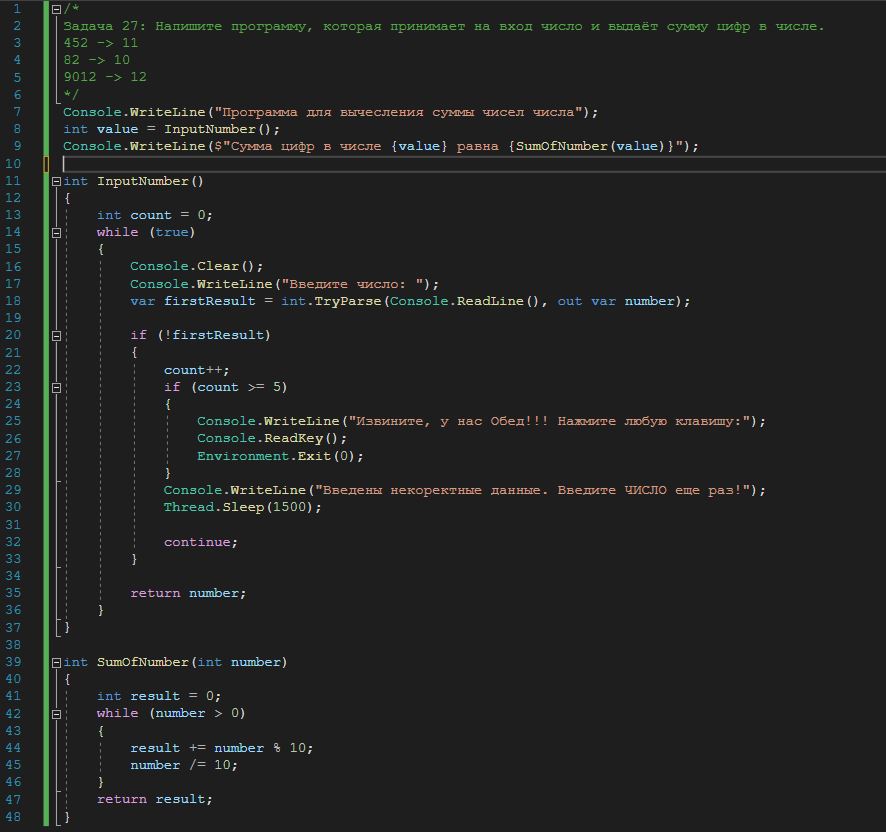 1 /*
2 Задача 27: Напишите программу, которая принимает на вход число и выдаёт сумму цифр в числе.
3 452 -> 11
4 82 -> 10
5 9012 -> 12
6 */
7 Console.WriteLine("Программа для вычесления суммы чисел числа");
8 int value = InputNumber();
9 Console.WriteLine($"Сумма цифр в числе {value} равна {SumOfNumber(value)}");
10
11 int InputNumber()
12 {
13     int count = 0;
14     while (true)
15     {
16         Console.Clear();
17         Console.WriteLine("Введите число: ");
18         var firstResult = int.TryParse(Console.ReadLine(), out var number);
19
20         if (!firstResult)
21         {
22             count++;
23             if (count >= 5)
24             {
25                 Console.WriteLine("Извините, у нас Обед!!! Нажмите любую клавишу:");
26                 Console.ReadKey();
27                 Environment.Exit(0);
28             }
29             Console.WriteLine("Введены некоректные данные. Введите ЧИСЛО еще раз!");
30             Thread.Sleep(1500);
31
32             continue;
33         }
34
35         return number;
36     }
37 }
38
39 int SumOfNumber(int number)
40 {
41     int result = 0;
42     while (number > 0)
43     {
44         result += number % 10;
45         number /= 10;
46     }
47     return result;
48 }